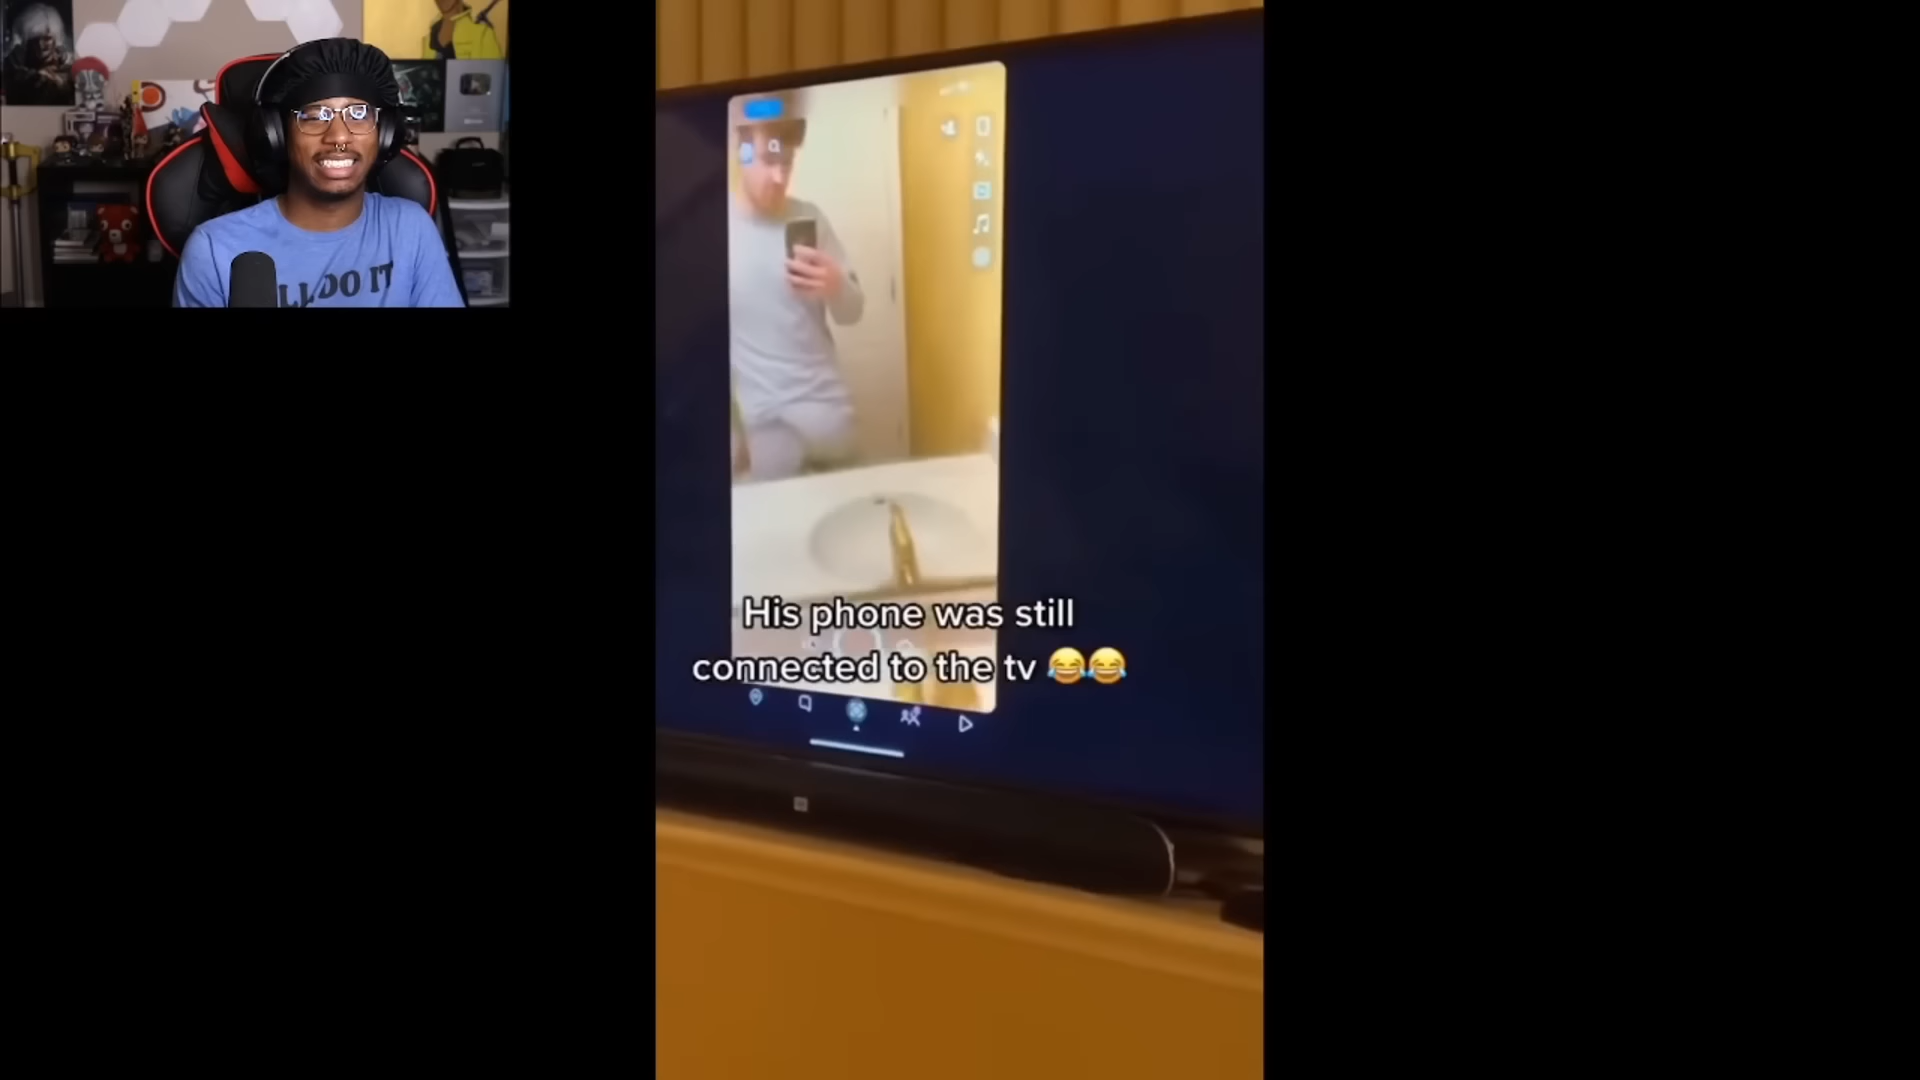 LL DO IT
His phone was still
connected to the tv 😂😂